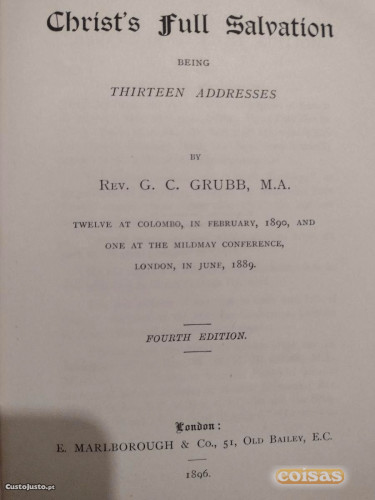 Christ's Full Salvation
BEING
THIRTEEN ADDRESSES
BY
REV. G. C. GRUBB, M.A.
TWELVE AT COLOMBO, IN FEBRUARY, 1890, AND
ONE AT THE MILDMAY CONFERENCE,
LONDON, IN JUNE, 1889.
FOURTH EDITION.
London:
E. MARLBOROUGH & Co., 51, OLD BAILEY, E.C.
1896.
CustoJusto.pt
coisas